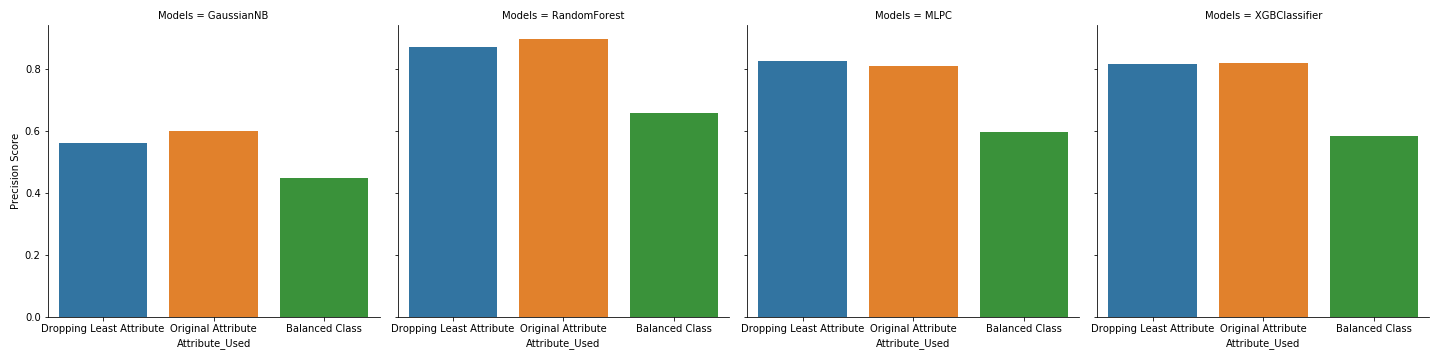 Models = GaussianNB
Models = RandomForest
Models = MLPC
Models = XGBClassifier
Precision Score
0.8
0.6
0.4
0.2
0.0
Dropping Least Attribute Original Attribute Balanced Class
Attribute_Used
Dropping Least Attribute Original Attribute Balanced Class
Attribute_Used
Dropping Least Attribute Original Attribute Balanced Class
Attribute_Used
Dropping Least Attribute Original Attribute Balanced Class
Attribute_Used